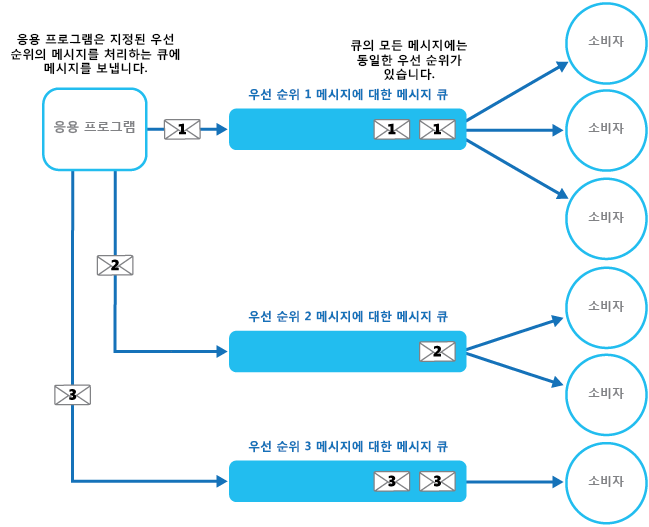 응용 프로그램은 지정된 우선
순위의 메시지를 처리하는 큐에
메시지를 보냅니다.
큐의 모든 메시지에는
동일한 우선 순위가
있습니다.
소비자
우선 순위 1 메시지에 대한 메시지 큐
응용 프로그램
1
1
1
소비자
소비자
2
우선 순위 2 메시지에 대한 메시지 큐
소비자
2
소비자
3
우선 순위 3 메시지에 대한 메시지 큐
3
3
소비자